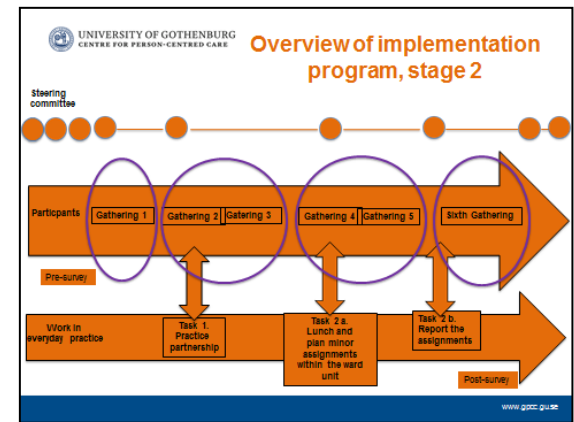 UNIVERSITY OF GOTHENBURG
CENTRE FOR PERSON-CENTRED CARE
Overview of implementation
program, stage 2
Steering
committee
Particpants
Gathering 1
Gathering 2
Gatering 3
Gathering 4
Gathering 5
Sixth Gathering
Pre-survey
Work in
everyday practice
Task 1.
Practice
partnership
Task 2 a.
Lunch and
plan minor
assignments
within the ward
unit
Task 2 b.
Report the
assignments
Post-survey
www.gpcc.gu.se